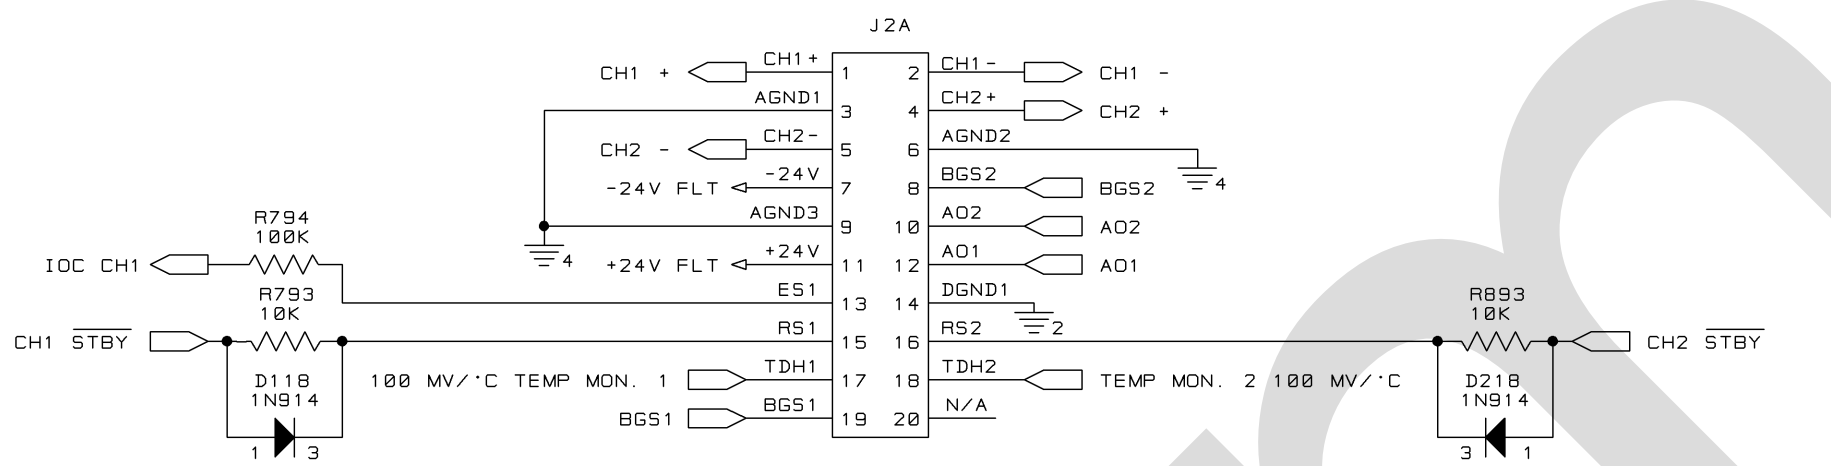 J2A
CH1 + CH1+ 1 2 CH1- CH1 -
AGND1 3 4 CH2+ CH2 +
CH2 - CH2- 5 6 AGND2 4
-24V FLT -24V 7 8 BGS2 BGS2
R794
100K
AGND3 9 10 AO2 AO2
4
IOC CH1 +24V FLT +24V 11 12 AO1 AO1
R793
10K
ES1 13 14 DGND1 2
R893
10K
CH1 STBY RS1 15 16 RS2 CH2 STBY
D118
1N914
100 MV/°C TEMP MON. 1 TDH1 17 18 TDH2 TEMP MON. 2 100 MV/°C
D218
1N914
BGS1 BGS1 19 20 N/A
1 3
3 1